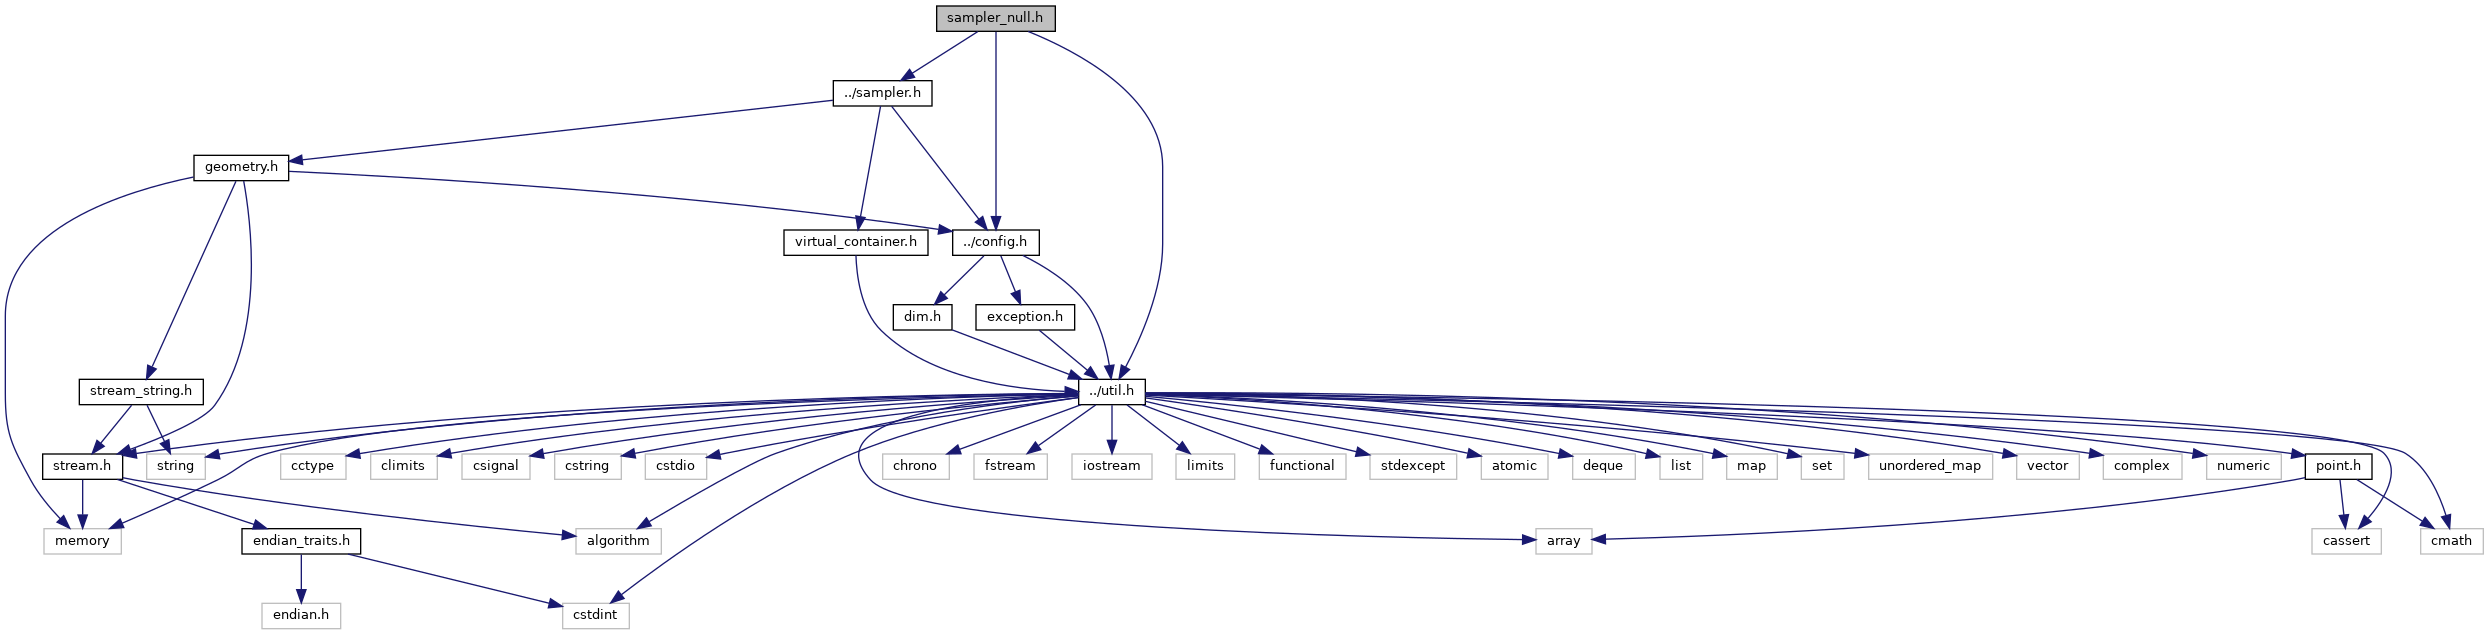 sampler_null.h
../sampler.h
geometry.h
virtual_container.h
../config.h
dim.h
exception.h
stream_string.h
../util.h
stream.h
string
cctype
climits
csignal
cstring
cstdio
chrono
fstream
iostream
limits
functional
stdexcept
atomic
deque
list
map
set
unordered_map
vector
complex
numeric
point.h
memory
endian_traits.h
algorithm
array
cassert
cmath
endian.h
cstdint